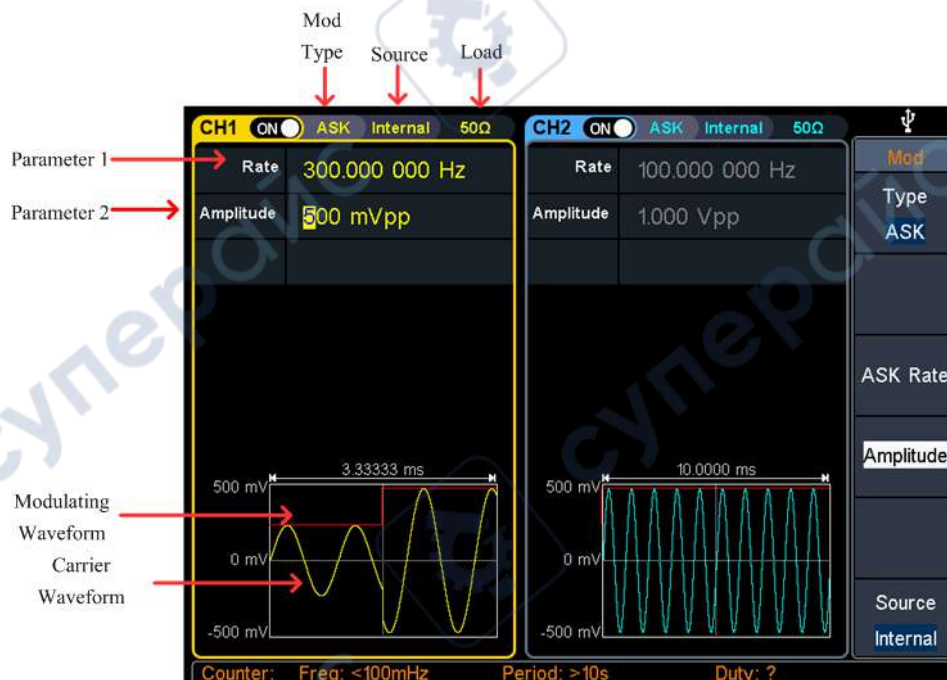 Mod
Type
Source
Load
CH1 ON ASK Internal 50Ω
CH2 ON ASK Internal 50Ω
Mod
Parameter 1
Rate 300.000 000 Hz
Rate 100.000 000 Hz
Type
ASK
Parameter 2
Amplitude 500 mVpp
Amplitude 1.000 Vpp
ASK Rate
Amplitude
3.33333 ms
10.0000 ms
500 mV
500 mV
Modulating
Waveform
0 mV
0 mV
Carrier
Waveform
Source
Internal
-500 mV
-500 mV
Counter: Freq: <100mHz Period: >10s Duty: ?
супердйс
супердйс